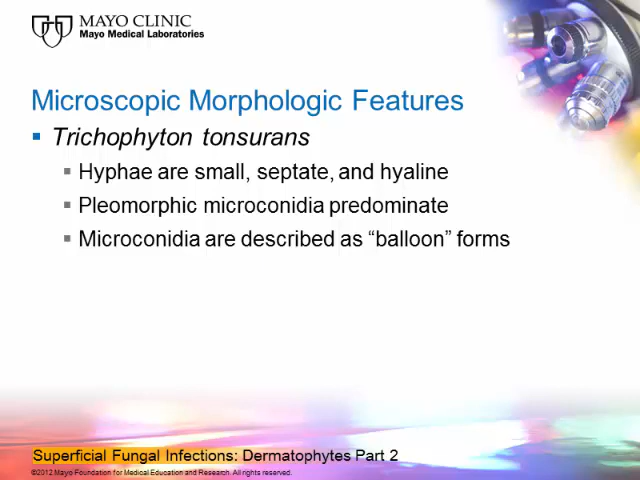 MAYO CLINIC
Mayo Medical Laboratories
Microscopic Morphologic Features
Trichophyton tonsurans
Hyphae are small, septate, and hyaline
Pleomorphic microconidia predominate
Microconidia are described as “balloon” forms
Superficial Fungal Infections: Dermatophytes Part 2
©2012 Mayo Foundation for Medical Education and Research. All rights reserved.